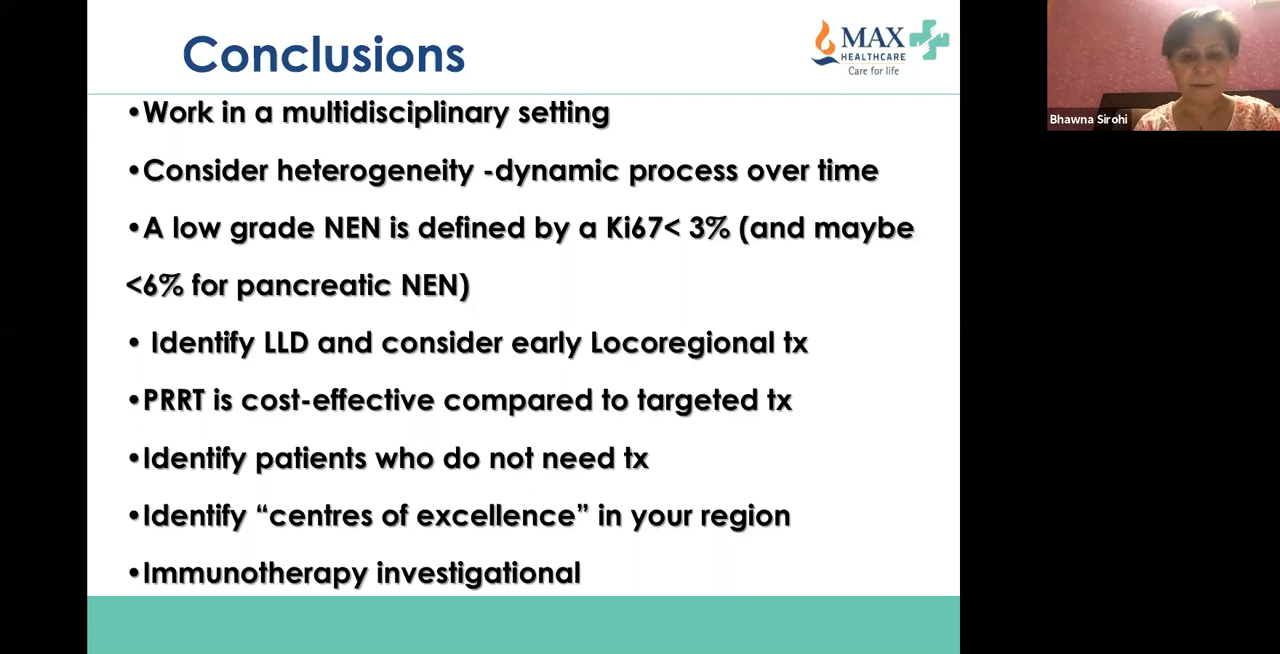 Conclusions
MAX
HEALTHCARE
Care for life
Bhawna Sirohi
•Work in a multidisciplinary setting
•Consider heterogeneity -dynamic process over time
•A low grade NEN is defined by a Ki67< 3% (and maybe
<6% for pancreatic NEN)
• Identify LLD and consider early Locoregional tx
•PRRT is cost-effective compared to targeted tx
•Identify patients who do not need tx
•Identify “centres of excellence” in your region
•Immunotherapy investigational